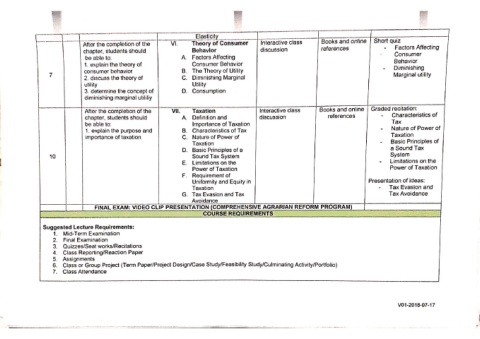 Elasticity
7
After the completion of the
chapter, students should
be able to:
1. explain the theory of
consumer behavior
2. discuss the theory of
utility
3. determine the concept of
diminishing marginal utility
VI. Theory of Consumer
Behavior
A. Factors Affecting
Consumer Behavior
B. The Theory of Utility
C. Diminishing Marginal
Utility
D. Consumption
Interactive class
discussion
Books and online
references
Short quiz
- Factors Affecting
Consumer
Behavior
- Diminishing
Marginal utility
10
After the completion of the
chapter, students should
be able to:
1. explain the purpose and
importance of taxation
VII. Taxation
A. Definition and
Importance of Taxation
B. Characteristics of Tax
C. Nature of Power of
Taxation
D. Basic Principles of a
Sound Tax System
E. Limitations on the
Power of Taxation
F. Requirement of
Uniformity and Equity in
Taxation
G. Tax Evasion and Tax
Avoidance
Interactive class
discussion
Books and online
references
Graded recitation:
- Characteristics of
Tax
- Nature of Power of
Taxation
- Basic Principles of
a Sound Tax
System
- Limitations on the
Power of Taxation
Presentation of ideas:
- Tax Evasion and
Tax Avoidance
FINAL EXAM: VIDEO CLIP PRESENTATION (COMPREHENSIVE AGRARIAN REFORM PROGRAM)
COURSE REQUIREMENTS
Suggested Lecture Requirements:
1. Mid-Term Examination
2. Final Examination
3. Quizzes/Seat works/Recitations
4. Class Reporting/Reaction Paper
5. Assignments
6. Class or Group Project (Term Paper/Project Design/Case Study/Feasibility Study/Culminating Activity/Portfolio)
7. Class Attendance
V01-2018-07-17